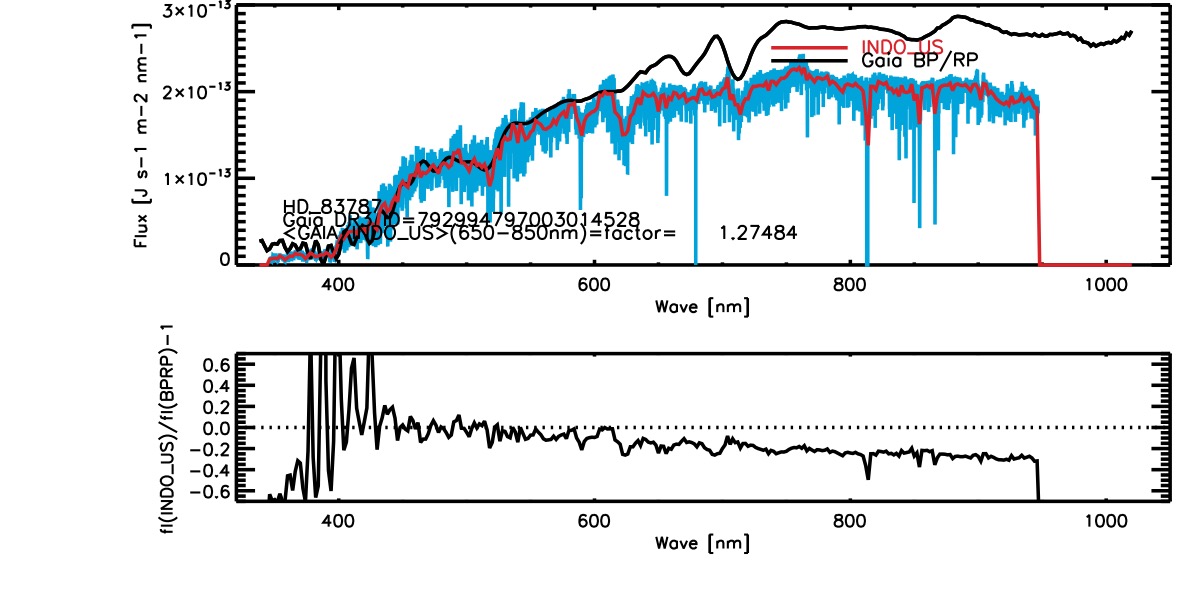 3×10−13
2×10−13
1×10−13
0
Flux [J s−1 m−2 nm−1]
INDO_US
Gaia BP/RP
HD_83787
Gaia DR3 ID=792994797003014528
<GAIA/INDO_US>(650−850nm)=factor= 1.27484
400 600 800 1000
Wave [nm]
fl(INDO_US)/fl(BPRP)−1
0.6
0.4
0.2
0.0
−0.2
−0.4
−0.6
400 600 800 1000
Wave [nm]